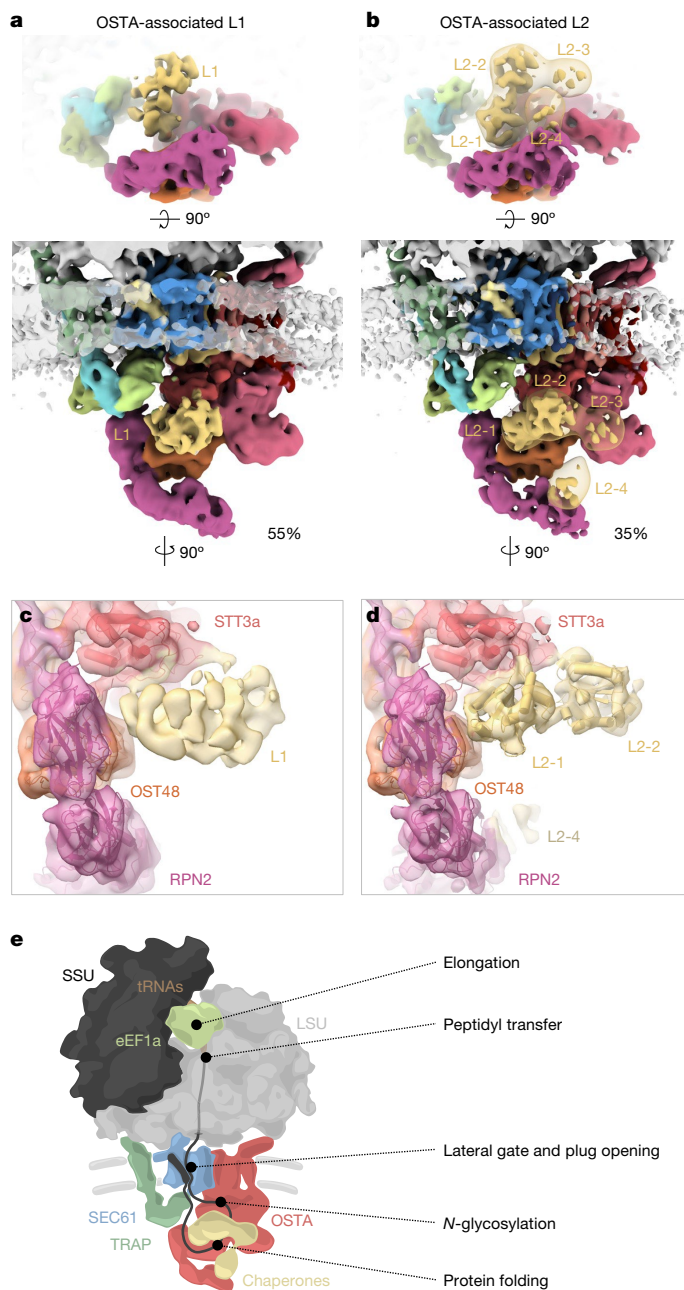 a
OSTA-associated L1
L1
90°
L1
55%
90°
b
OSTA-associated L2
L2-3
L2-2
L2-1
L2-4
90°
L2-2
L2-3
L2-1
L2-4
35%
90°
c
STT3a
L1
OST48
RPN2
d
STT3a
L2-1
L2-2
OST48
L2-4
RPN2
e
SSU
tRNAs
eEF1a
LSU
SEC61
TRAP
OSTA
Chaperones
Elongation
Peptidyl transfer
Lateral gate and plug opening
N-glycosylation
Protein folding